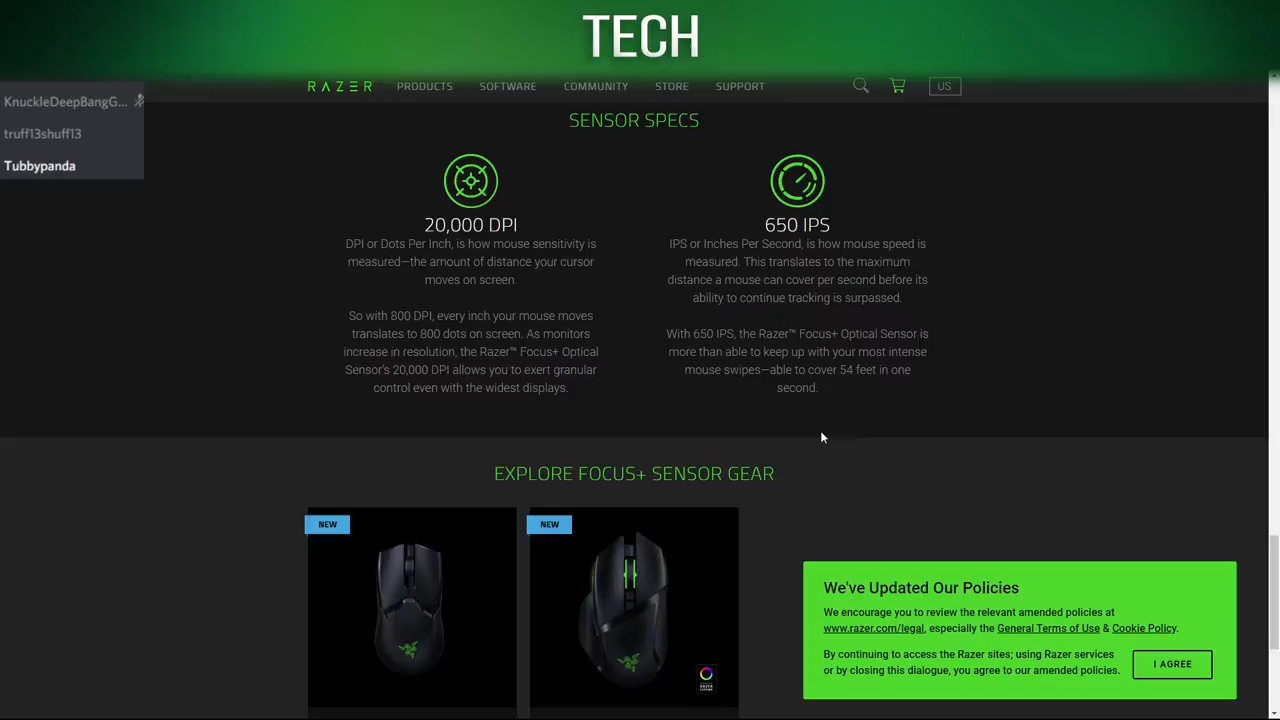 TECH
RAZER
PRODUCTS
SOFTWARE
COMMUNITY
STORE
SUPPORT
US
KnuckleDeepBangG...
truff13shuff13
Tubbypanda
SENSOR SPECS
20,000 DPI
DPI or Dots Per Inch, is how mouse sensitivity is
measured—the amount of distance your cursor
moves on screen.
So with 800 DPI, every inch your mouse moves
translates to 800 dots on screen. As monitors
increase in resolution, the Razer™ Focus+ Optical
Sensor's 20,000 DPI allows you to exert granular
control even with the widest displays.
650 IPS
IPS or Inches Per Second, is how mouse speed is
measured. This translates to the maximum
distance a mouse can cover per second before its
ability to continue tracking is surpassed.
With 650 IPS, the Razer™ Focus+ Optical Sensor is
more than able to keep up with your most intense
mouse swipes—able to cover 54 feet in one
second.
EXPLORE FOCUS+ SENSOR GEAR
NEW
NEW
We've Updated Our Policies
We encourage you to review the relevant amended policies at
www.razer.com/legal, especially the General Terms of Use & Cookie Policy.
By continuing to access the Razer sites; using Razer services
or by closing this dialogue, you agree to our amended policies.
I AGREE